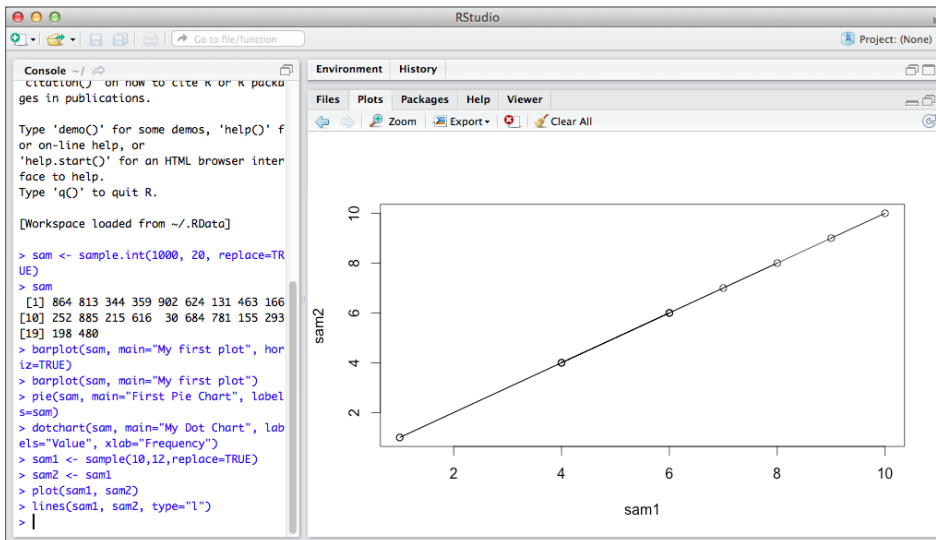 RStudio
Go to file/function
Project: (None)
Console ~/
'citation()' on how to cite R or R packa
ges in publications.
Type 'demo()' for some demos, 'help()' f
or on-line help, or
'help.start()' for an HTML browser inter
face to help.
Type 'q()' to quit R.
[Workspace loaded from ~/.RData]
> sam <- sample.int(1000, 20, replace=TR
UE)
> sam
[1] 864 813 344 359 902 624 131 463 166
[10] 252 885 215 616 30 684 781 155 293
[19] 198 480
> barplot(sam, main="My first plot", hor
iz=TRUE)
> barplot(sam, main="My first plot")
> pie(sam, main="First Pie Chart", label
s=sam)
> dotchart(sam, main="My Dot Chart", lab
els="Value", xlab="Frequency")
> sam1 <- sample(10,12,replace=TRUE)
> sam2 <- sam1
> plot(sam1, sam2)
> lines(sam1, sam2, type="l")
>
Environment History
Files Plots Packages Help Viewer
Zoom Export Clear All
sam2
10
8
6
4
2
2 4 6 8 10
sam1